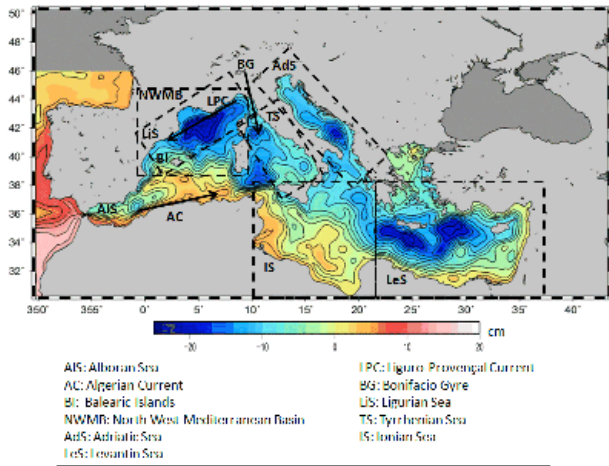 50°
48°
46°
44°
42°
40°
38°
36°
34°
32°
BG
AdS
NWMB
LPC
TS
LiS
BI
AlS
AC
IS
LeS
350°
355°
0°
5°
10°
15°
20°
25°
30°
35°
40°
cm
-20
-10
0
10
20
AlS: Alboran Sea
AC: Algerian Current
BI: Balearic Islands
NWMB: North West Mediterranean Basin
AdS: Adriatic Sea
LeS: Levantin Sea
LPC: Liguro-Provençal Current
BG: Bonifacio Gyre
LiS: Ligurian Sea
TS: Tyrrhenian Sea
IS: Ionian Sea